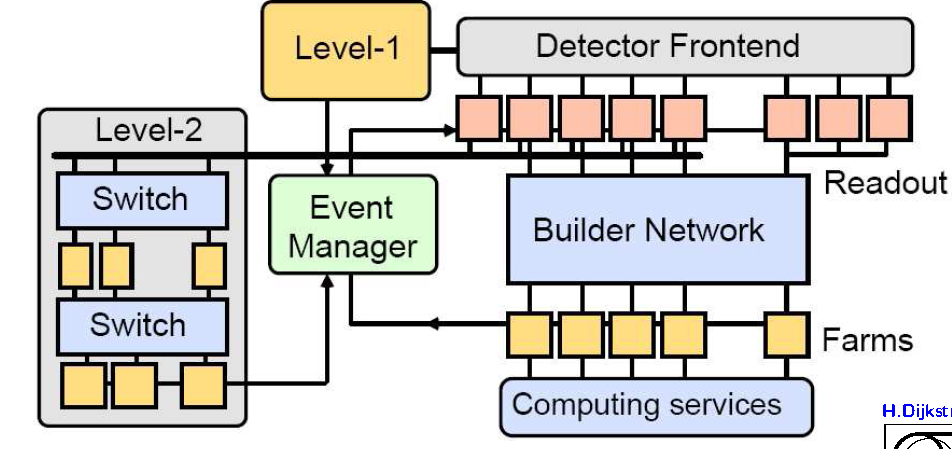 Level-1
Detector Frontend
Level-2
Switch
Event
Manager
Readout
Builder Network
Switch
Farms
Computing services